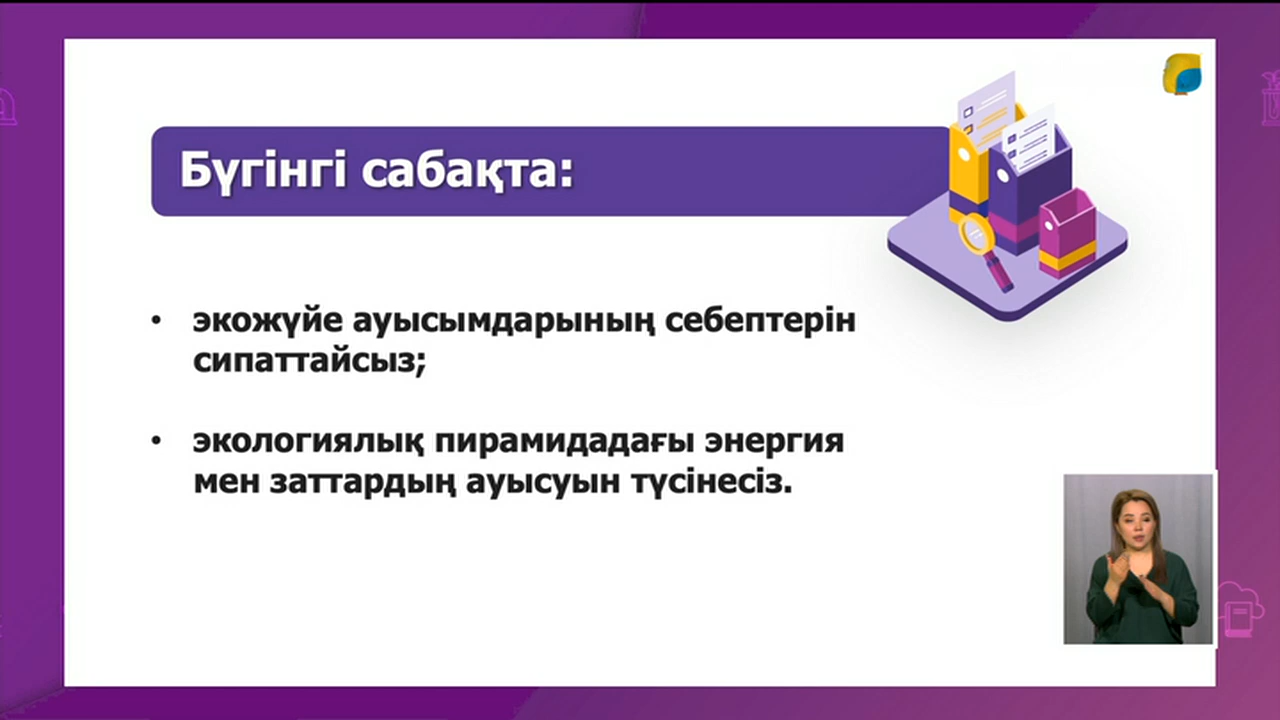 Бүгінгі сабақта:
• экожүйе ауысымдарының себептерін
сипаттайсыз;
• экологиялық пирамидадағы энергия
мен заттардың ауысуын түсінесіз.